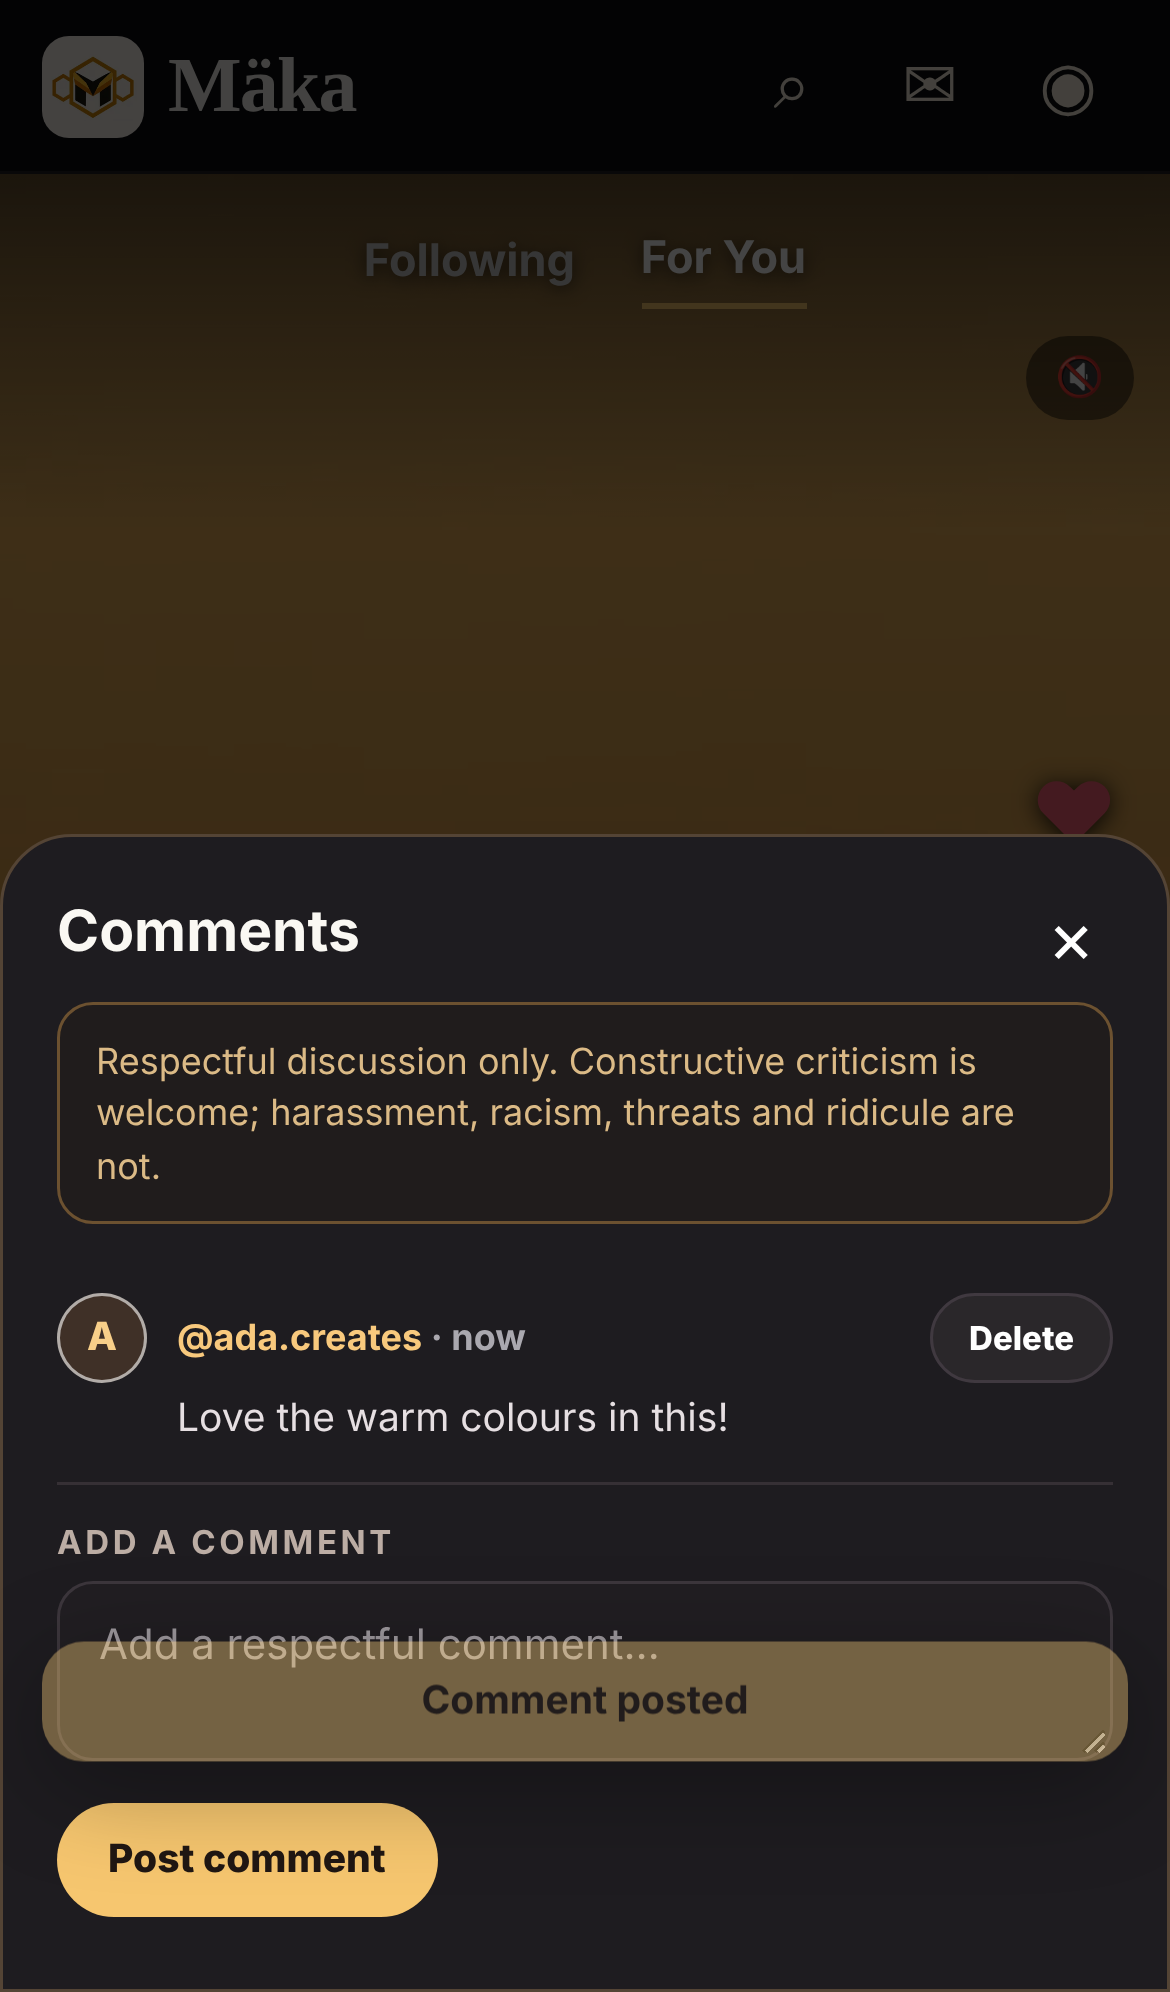 Mäka
Following
For You
Comments
Respectful discussion only. Constructive criticism is
welcome; harassment, racism, threats and ridicule are
not.
A
@ada.creates · now
Delete
Love the warm colours in this!
ADD A COMMENT
Add a respectful comment...
Comment posted
Post comment